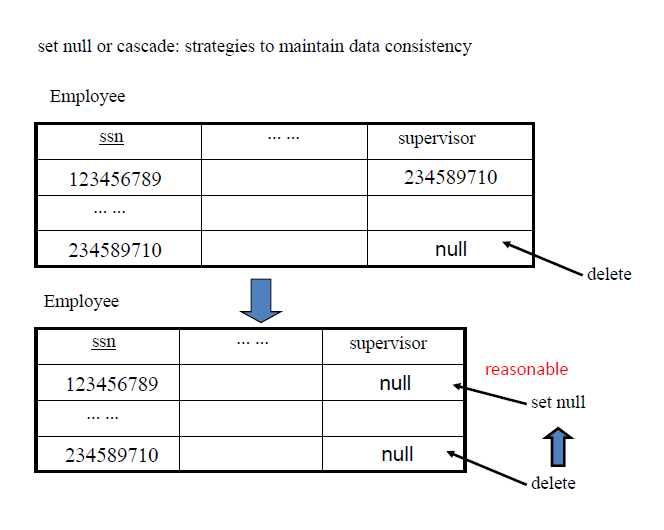 set null or cascade: strategies to maintain data consistency
Employee
ssn ... ... supervisor
123456789 234589710
... ...
234589710 null
delete
Employee
ssn ... ... supervisor
reasonable
123456789 null
set null
... ...
234589710 null
delete